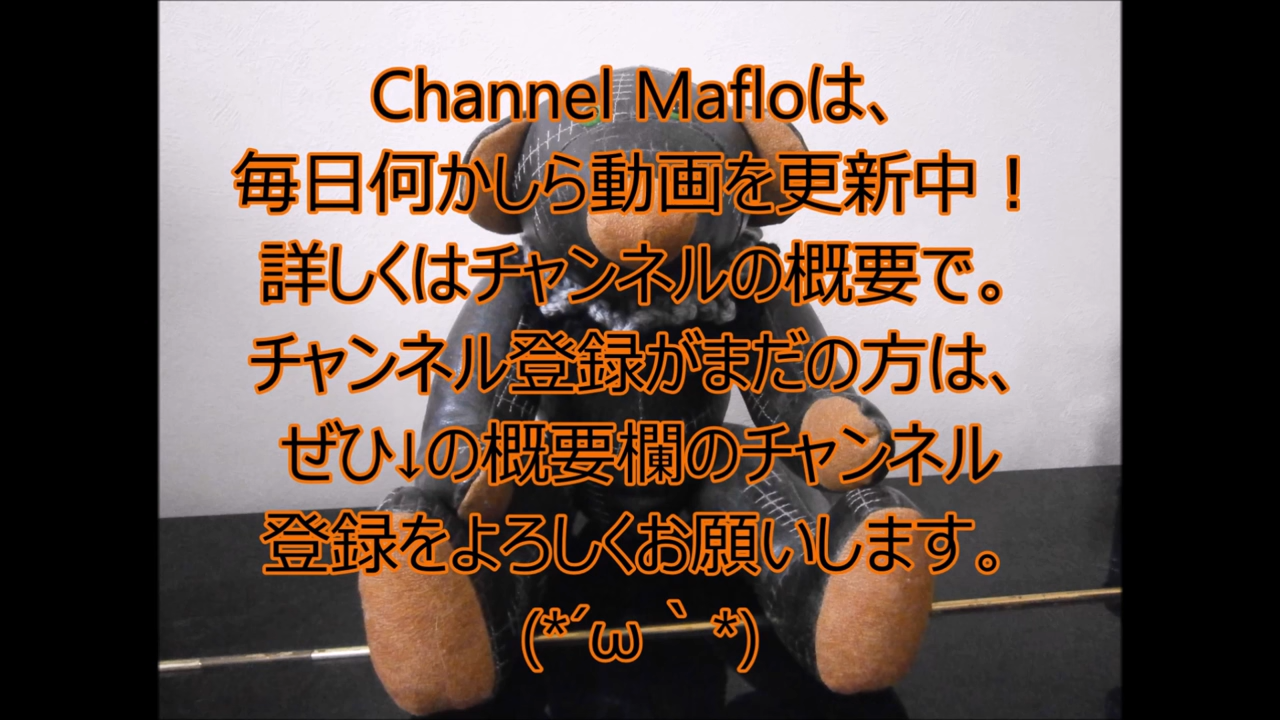 Channel Mafloは、
毎日何かしら動画を更新中！
詳しくはチャンネルの概要で。
チャンネル登録がまだの方は、
ぜひ↓の概要欄のチャンネル
登録をよろしくお願いします。
(*´ω｀*)